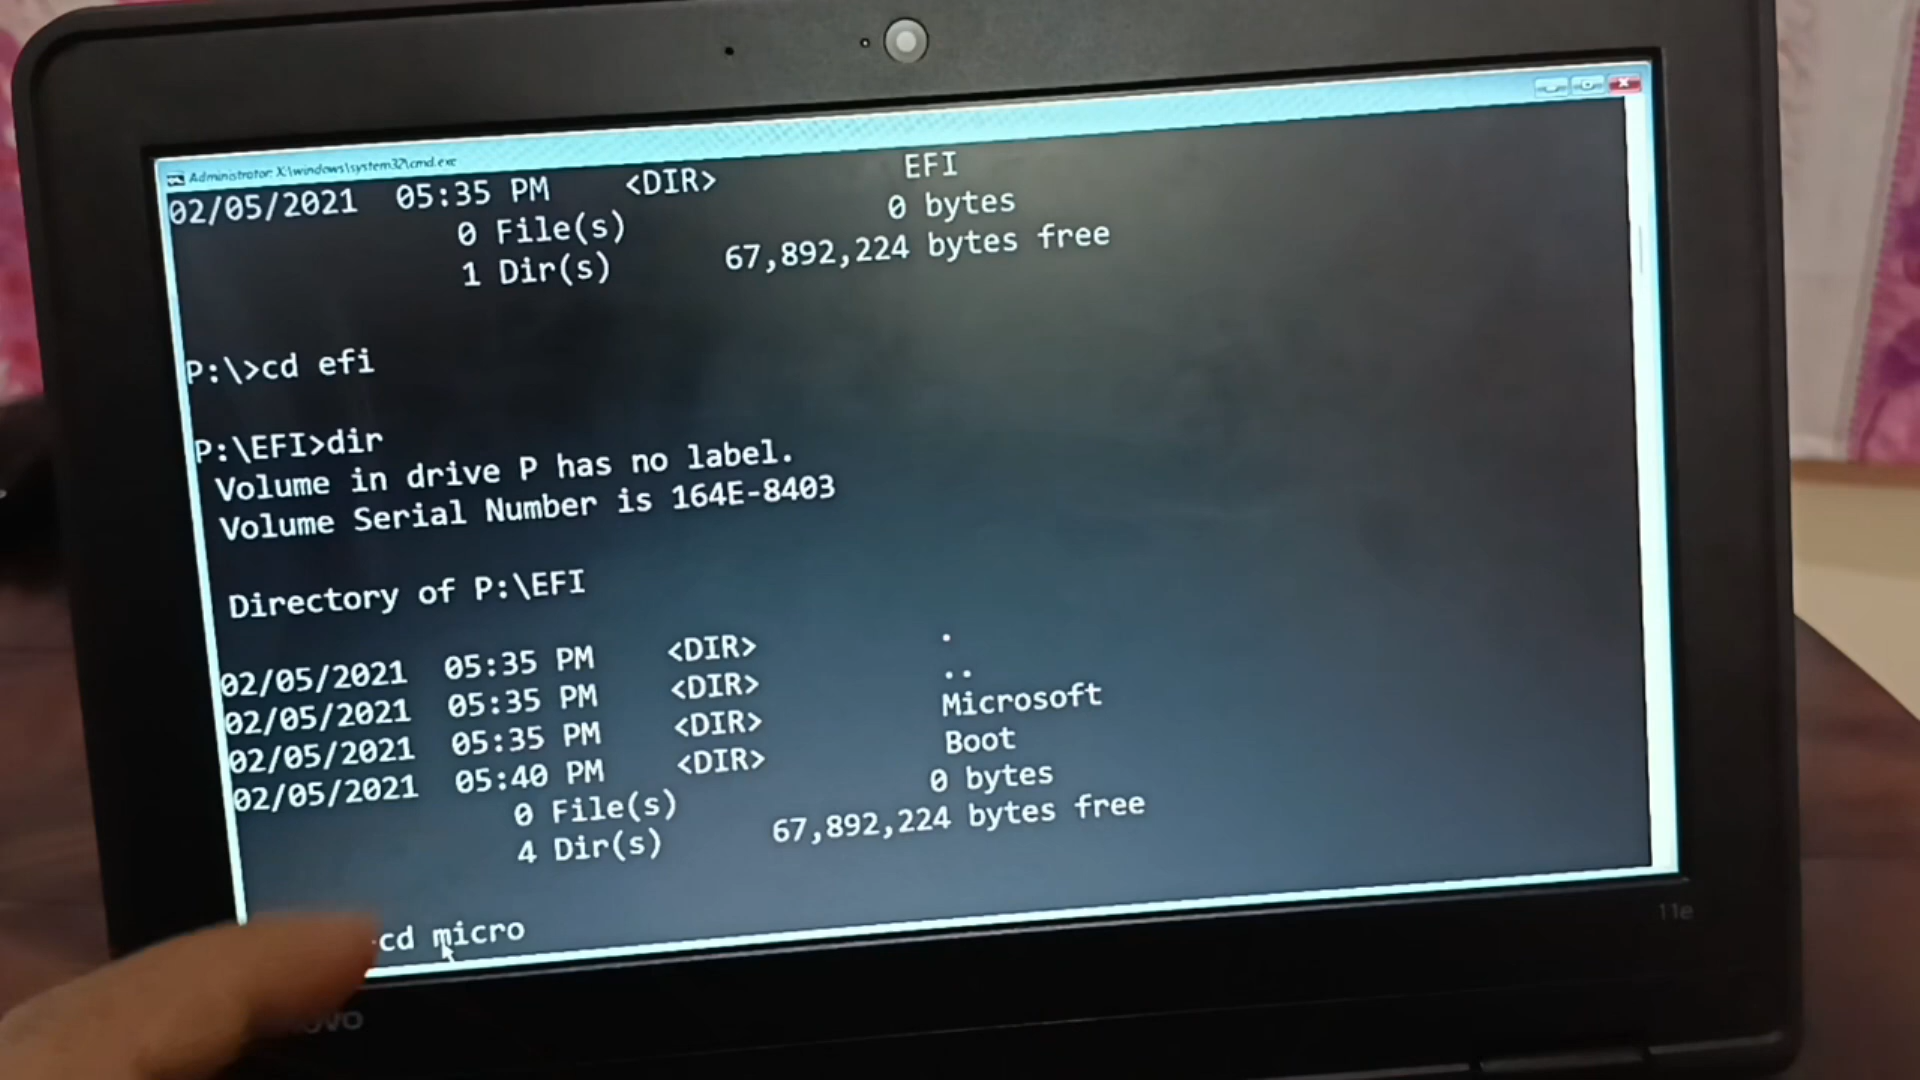 Administrator: X:\windows\system32\cmd.exe
02/05/2021 05:35 PM <DIR> EFI
0 File(s) 0 bytes
1 Dir(s) 67,892,224 bytes free
P:\>cd efi
P:\EFI>dir
Volume in drive P has no label.
Volume Serial Number is 164E-8403
Directory of P:\EFI
02/05/2021 05:35 PM <DIR> .
02/05/2021 05:35 PM <DIR> ..
02/05/2021 05:35 PM <DIR> Microsoft
02/05/2021 05:40 PM <DIR> Boot
0 File(s) 0 bytes
4 Dir(s) 67,892,224 bytes free
cd micro
11e